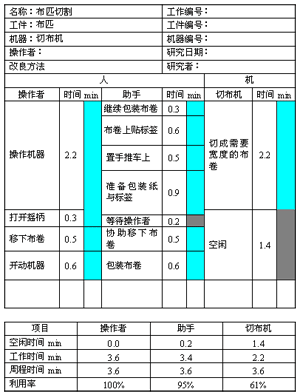 名称：布匹切割 工作编号：
工件：布匹 工件编号：
机器：切布机 机器编号：
操作者： 研究日期：
改良方法 研究者：
人 机
操作者 时间 min 助手 时间 min 切布机 时间 min
继续包装布卷 0.3
布卷上贴标签 0.6
操作机器 2.2 置手推车上 0.5 切成需要宽度的布卷 2.2
准备包装纸与标签 0.9
打开摇柄 0.3 等待操作者 0.2
移下布卷 0.5 协助移下布卷 0.5 空闲 1.4
开动机器 0.6 包装布卷 0.6
项目 操作者 助手 切布机
空闲时间 min 0.0 0.2 1.4
工作时间 min 3.6 3.4 2.2
周程时间 min 3.6 3.6 3.6
利用率 100% 95% 61%